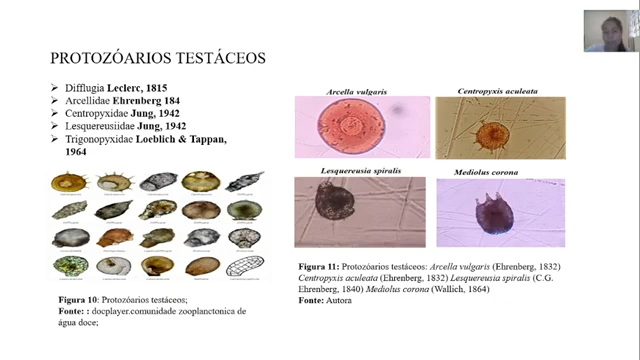 PROTOZÓARIOS TESTÁCEOS
Difflugia Leclerc, 1815
Arcellidae Ehrenberg 184
Centropyxidae Jung, 1942
Lesquereusiidae Jung, 1942
Trigonopyxidae Loeblich & Tappan,
1964
Figura 10: Protozoários testáceos;
Fonte: : docplayer.comunidade zooplanctonica de
água doce;
Arcella vulgaris
Centropyxis aculeata
Lesquereusia spiralis
Mediolus corona
Figura 11: Protozoários testáceos: Arcella vulgaris (Ehrenberg, 1832)
Centropyxis aculeata (Ehrenberg, 1832) Lesquereusia spiralis (C.G.
Ehrenberg, 1840) Mediolus corona (Wallich, 1864)
Fonte: Autora